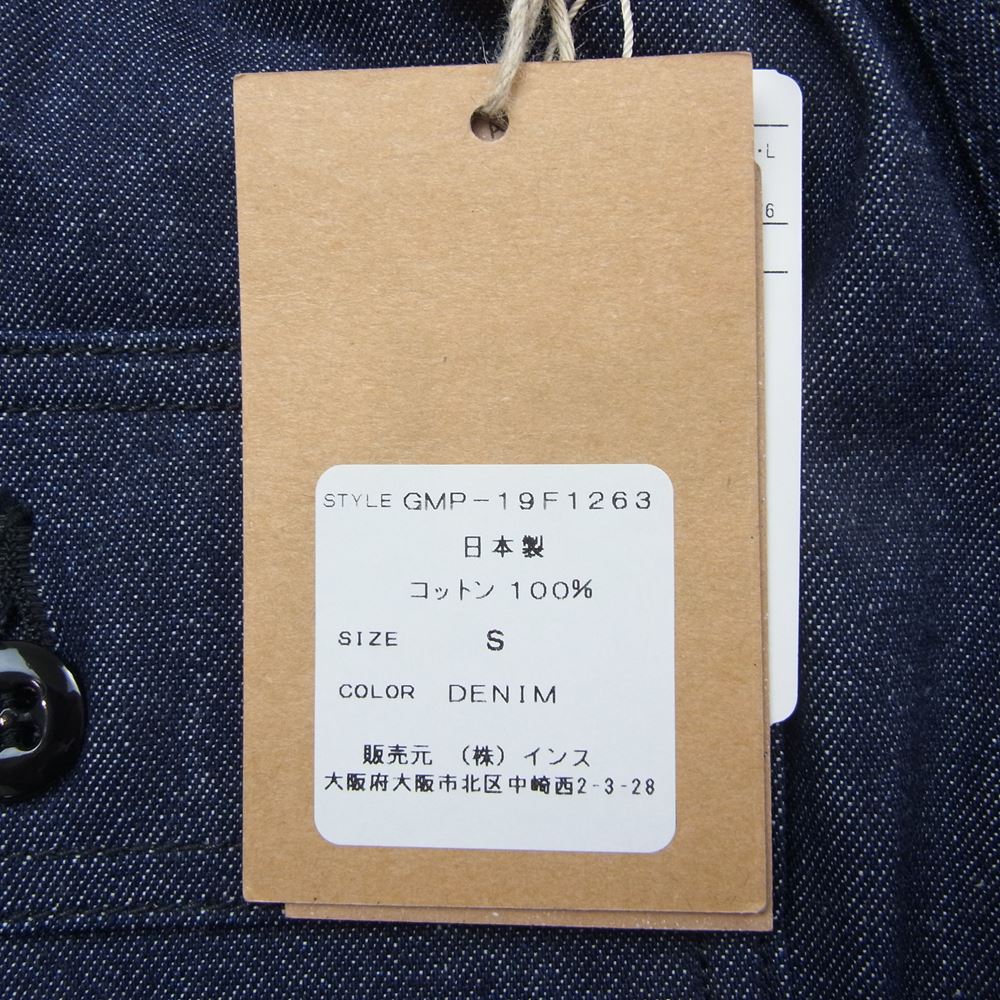 A
・L
6
STYLE GMP-19F1263
日本製
コットン 100%
SIZE S
COLOR DENIM
販売元 (株)インス
大阪府大阪市北区中崎西2-3-28